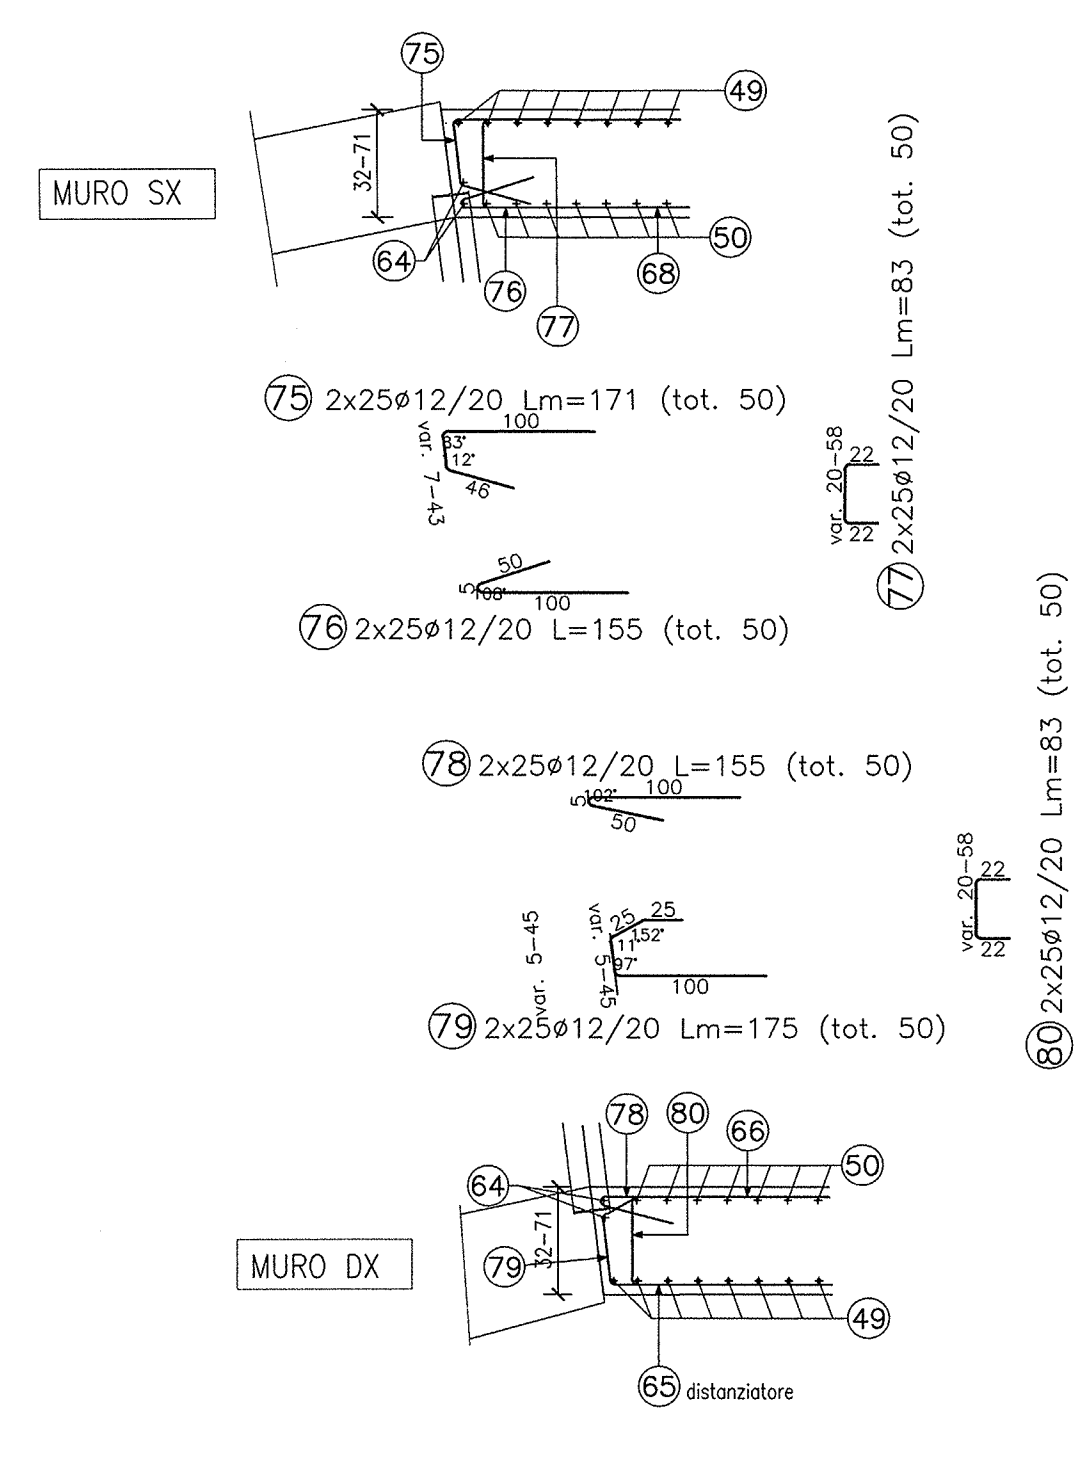 75
49
MURO SX
32-71
64
50
76
68
77
75 2x25ø12/20 Lm=171 (tot. 50)
100
83°
12°
46
var. 7-43
77 2x25ø12/20 Lm=83 (tot. 50)
22
var. 20-58
22
50
5
108°
100
76 2x25ø12/20 L=155 (tot. 50)
78 2x25ø12/20 L=155 (tot. 50)
100
5
102°
50
80 2x25ø12/20 Lm=83 (tot. 50)
22
var. 20-58
22
var. 5-45
var. 5-45
25
25
152°
11°
97°
100
79 2x25ø12/20 Lm=175 (tot. 50)
78
80
66
50
64
32-71
79
MURO DX
49
65 distanziatore